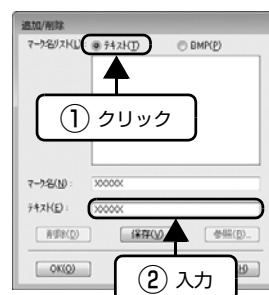 追加/削除
マーク名リスト(L): テキスト(T) BMP(P)
① クリック
マーク名(N): XXXXX
テキスト(E): XXXXX
削除(D) 保存(V) 参照(B)...
OK(O) H)
② 入力